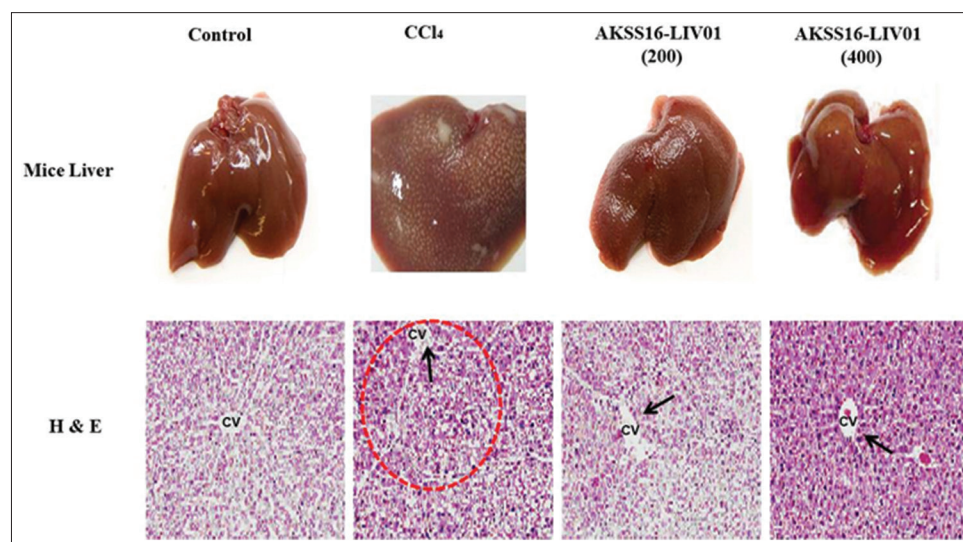 Control
CCl₄
AKSS16-LIV01
(200)
AKSS16-LIV01
(400)
Mice Liver
H & E
CV
CV
CV
CV